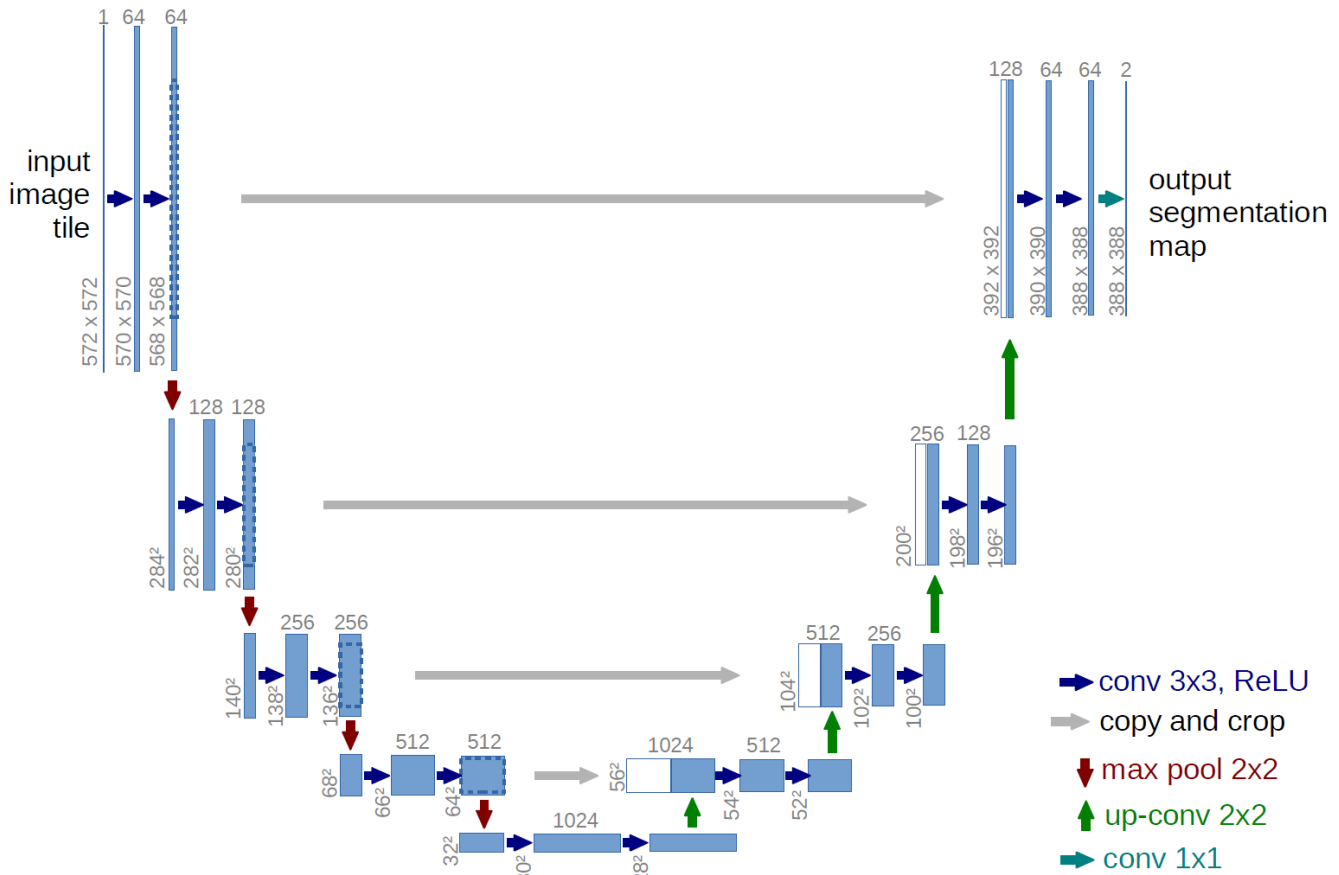 1 64 64
128 64 64 2
input
image
tile
output
segmentation
map
572 x 572
570 x 570
568 x 568
392 x 392
390 x 390
388 x 388
388 x 388
128 128
256 128
284²
282²
280²
200²
198²
196²
256 256
512 256
140²
138²
136²
104²
102²
100²
conv 3x3, ReLU
copy and crop
max pool 2x2
up-conv 2x2
conv 1x1
512 512
1024 512
68²
66²
64²
56²
54²
52²
1024
32²